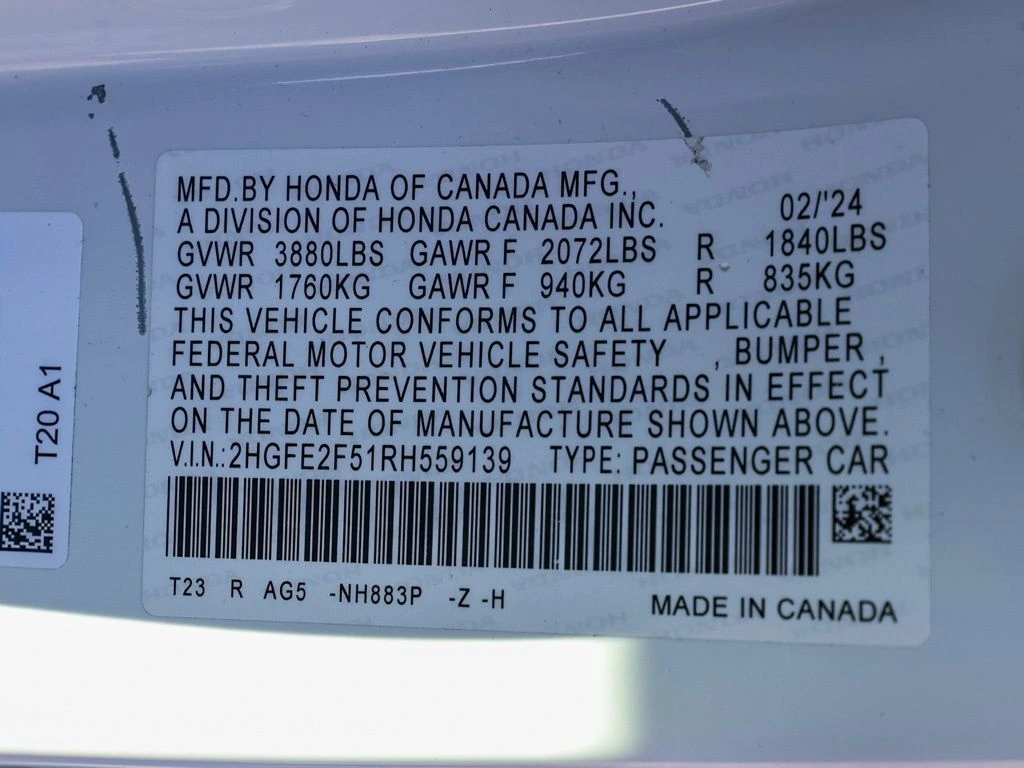 MFD.BY HONDA OF CANADA MFG.,
A DIVISION OF HONDA CANADA INC. 02/'24
GVWR 3880LBS GAWR F 2072LBS R 1840LBS
GVWR 1760KG GAWR F 940KG R 835KG
THIS VEHICLE CONFORMS TO ALL APPLICABLE
FEDERAL MOTOR VEHICLE SAFETY , BUMPER ,
AND THEFT PREVENTION STANDARDS IN EFFECT
ON THE DATE OF MANUFACTURE SHOWN ABOVE.
V.I.N.:2HGFE2F51RH559139 TYPE: PASSENGER CAR
T23 R AG5 -NH883P -Z -H
MADE IN CANADA
T20 A1